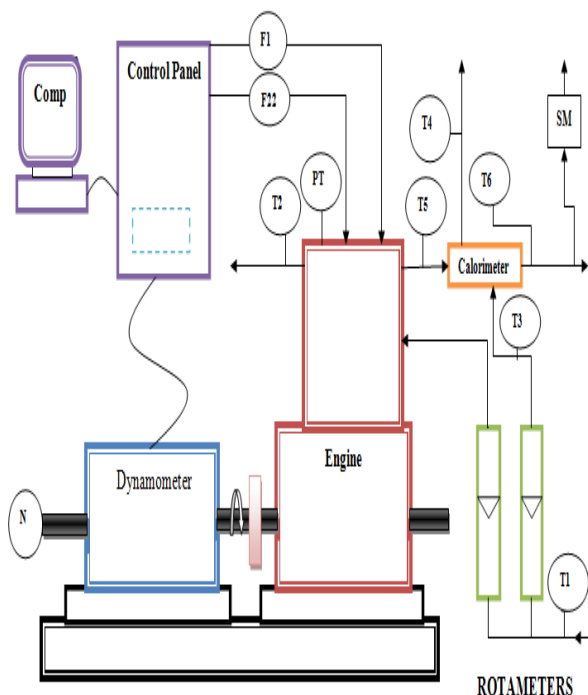 F1
Control Panel
Comp
F22
T4
SM
T2
PT
T5
T6
Calorimeter
T3
Engine
Dynamometer
N
T1
ROTAMETERS